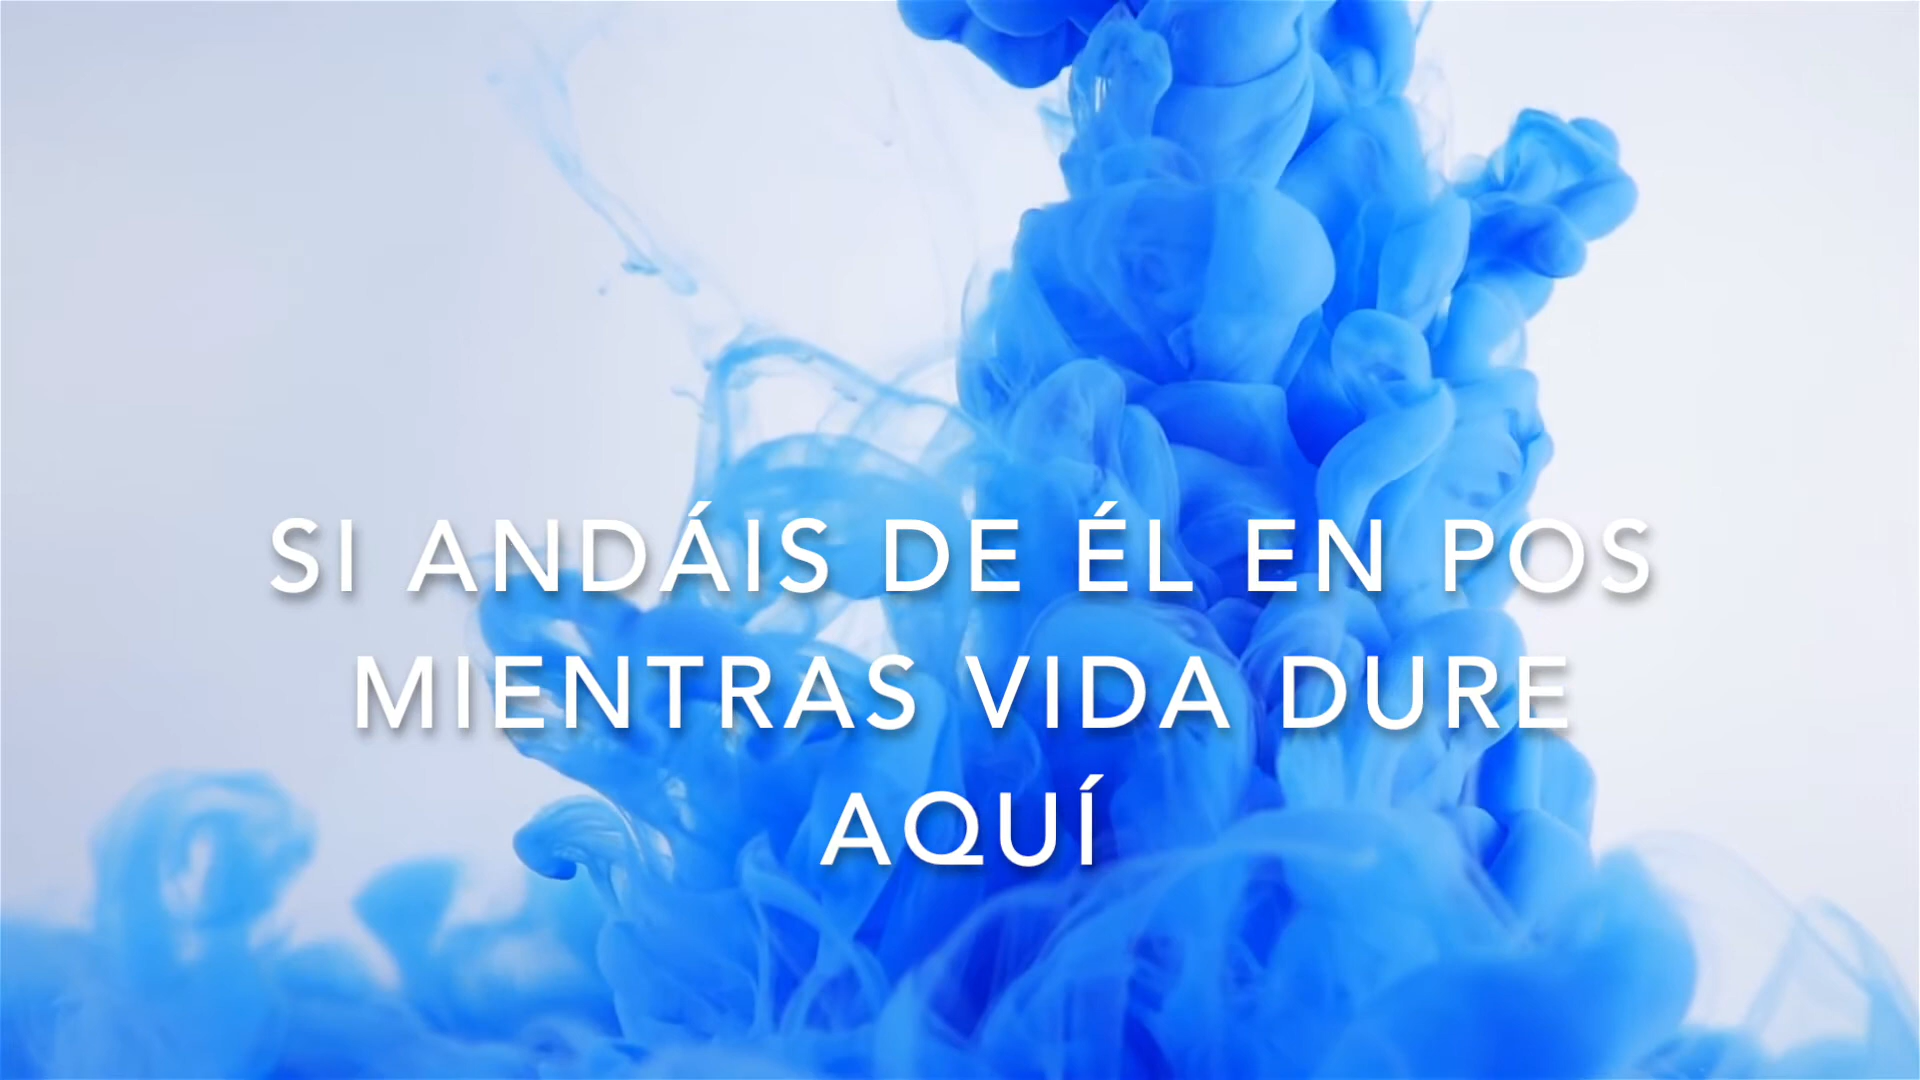 SI ANDÁIS DE ÉL EN POS
MIENTRAS VIDA DURE
AQUÍ